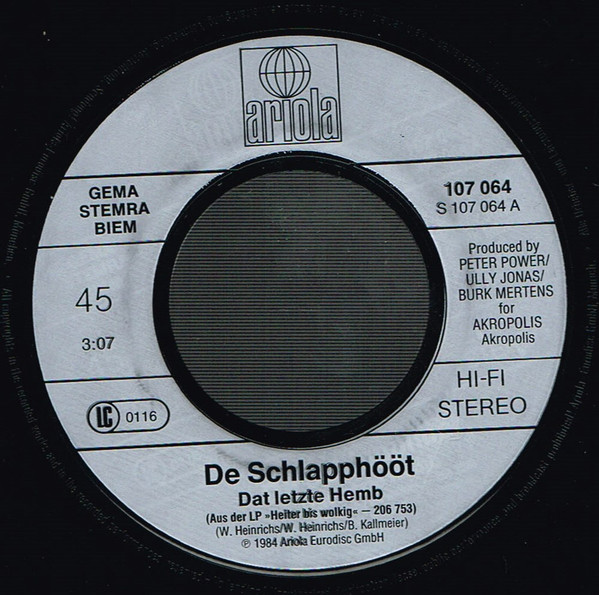 ariola
GEMA
STEMRA
BIEM
45
3:07
LC 0116
107 064
S 107 064 A
Produced by
PETER POWER/
ULLY JONAS/
BURK MERTENS
for
AKROPOLIS
Akropolis
HI-FI
STEREO
De Schlapphööt
Dat letzte Hemb
(Aus der LP »Heiter bis wolkig« – 206 753)
(W. Heinrichs/W. Heinrichs/B. Kallmeier)
℗ 1984 Ariola Eurodisc GmbH